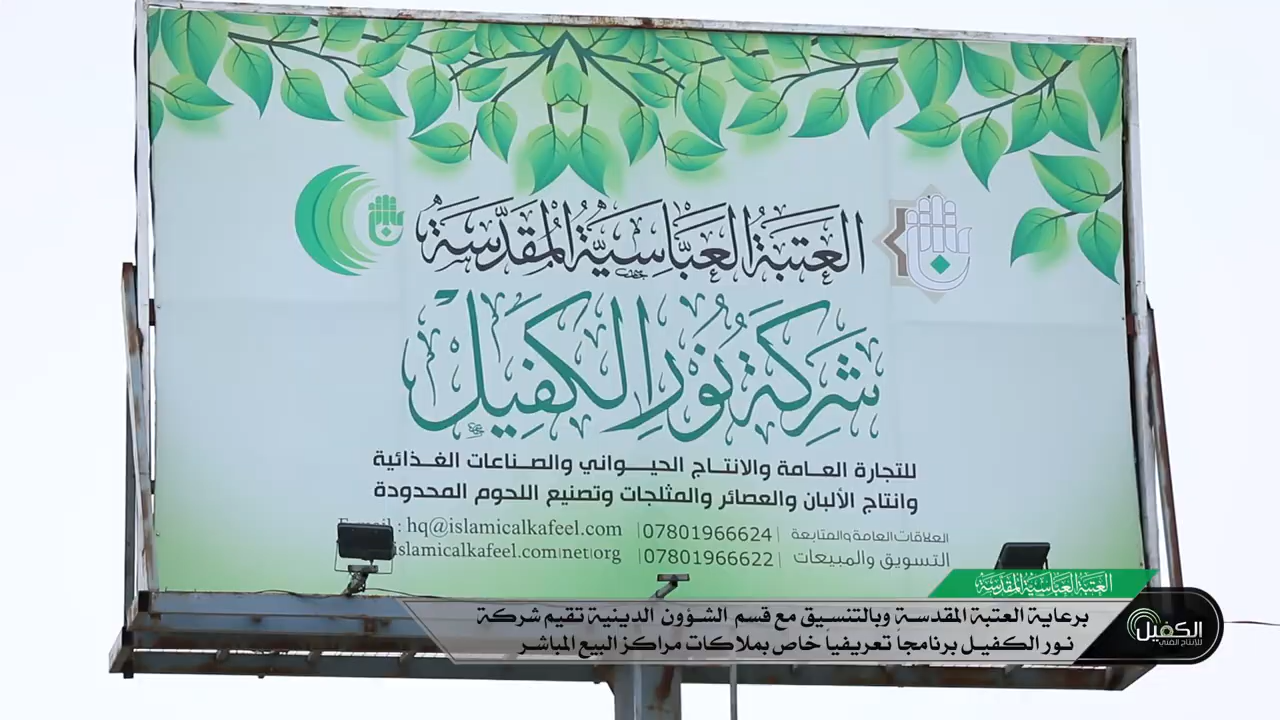 العتبة العباسية المقدسة
شركة نور الكفيل
للتجارة العامة والانتاج الحيواني والصناعات الغذائية
وانتاج الألبان والعصائر والمثلجات وتصنيع اللحوم المحدودة
العلاقات العامة والمتابعة | 07801966624 | : hq@islamicalkafeel.com
التسويق والمبيعات | 07801966622 | islamicalkafeel.com|net|org
العتبة العباسية المقدسة
برعاية العتبة المقدسة وبالتنسيق مع قسم الشؤون الدينية تقيم شركة
نور الكفيل برنامجاً تعريفياً خاص بملاكات مراكز البيع المباشر
الكفيل
للإنتاج الفني